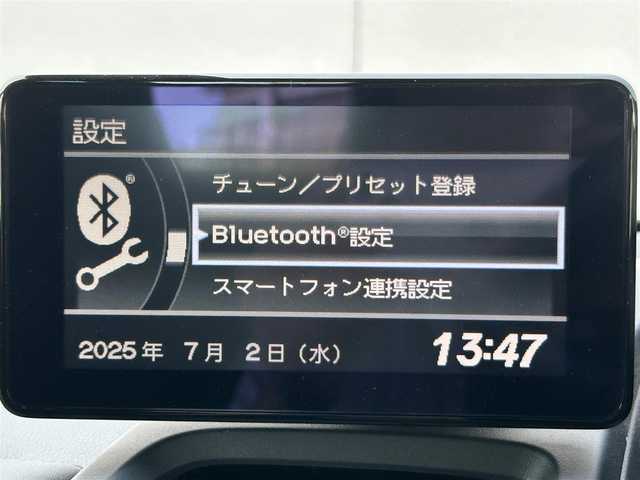 設定
®
チューン／プリセット登録
Bluetooth®設定
スマートフォン連携設定
2025年 7月 2日（水）
13:47